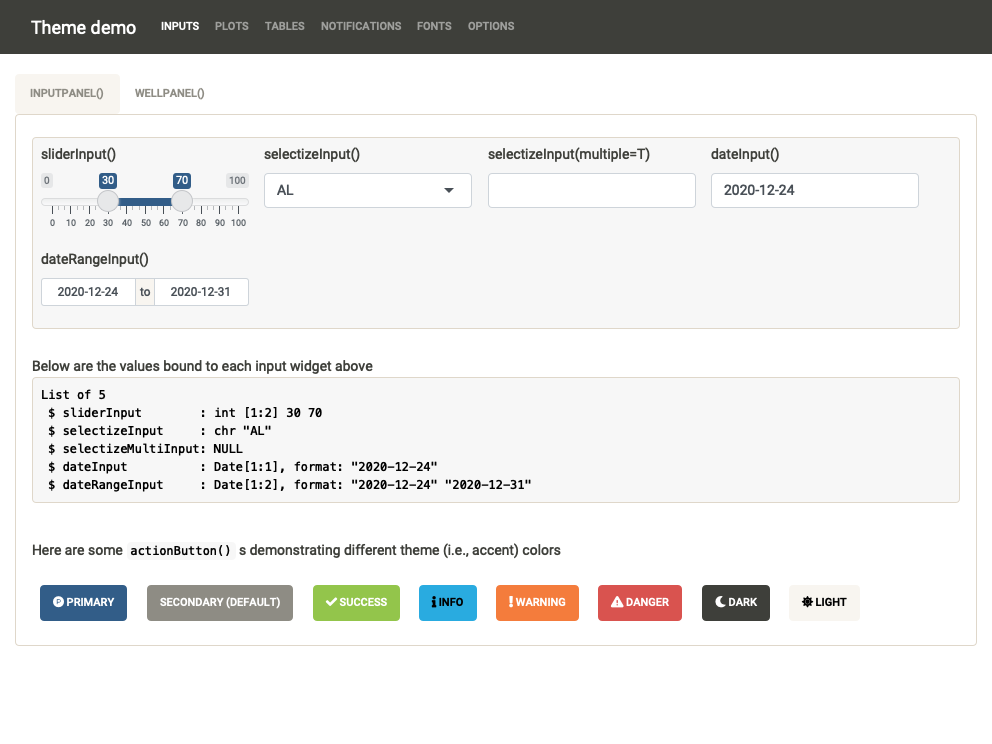 Theme demo INPUTS PLOTS TABLES NOTIFICATIONS FONTS OPTIONS
INPUTPANEL() WELLPANEL()
sliderInput() selectizeInput() selectizeInput(multiple=T) dateInput()
0 30 70 100
AL 2020-12-24
0 10 20 30 40 50 60 70 80 90 100
dateRangeInput()
2020-12-24 to 2020-12-31
Below are the values bound to each input widget above
List of 5
 $ sliderInput        : int [1:2] 30 70
 $ selectizeInput     : chr "AL"
 $ selectizeMultiInput: NULL
 $ dateInput          : Date[1:1], format: "2020-12-24"
 $ dateRangeInput     : Date[1:2], format: "2020-12-24" "2020-12-31"
Here are some actionButton() s demonstrating different theme (i.e., accent) colors
PRIMARY SECONDARY (DEFAULT) SUCCESS INFO WARNING DANGER DARK LIGHT